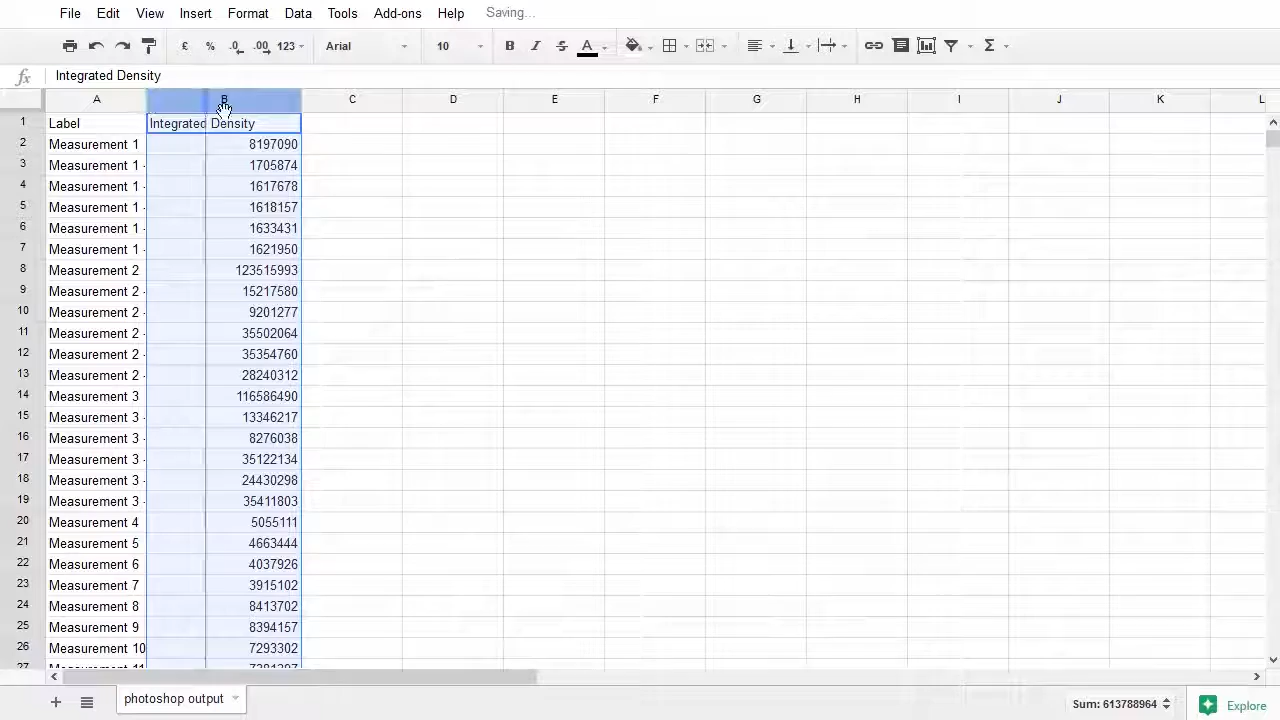 File Edit View Insert Format Data Tools Add-ons Help Saving...
£ % .0 .00 123 Arial 10 B I S A Σ
fx Integrated Density
A B C D E F G H I J K L
1 Label Integrated Density
2 Measurement 1 8197090
3 Measurement 1 - 1705874
4 Measurement 1 - 1617678
5 Measurement 1 - 1618157
6 Measurement 1 - 1633431
7 Measurement 1 - 1621950
8 Measurement 2 123515993
9 Measurement 2 - 15217580
10 Measurement 2 - 9201277
11 Measurement 2 - 35502064
12 Measurement 2 - 35354760
13 Measurement 2 - 28240312
14 Measurement 3 116586490
15 Measurement 3 - 13346217
16 Measurement 3 - 8276038
17 Measurement 3 - 35122134
18 Measurement 3 - 24430298
19 Measurement 3 - 35411803
20 Measurement 4 5055111
21 Measurement 5 4663444
22 Measurement 6 4037926
23 Measurement 7 3915102
24 Measurement 8 8413702
25 Measurement 9 8394157
26 Measurement 10 7293302
27
photoshop output Sum: 613788964 Explore